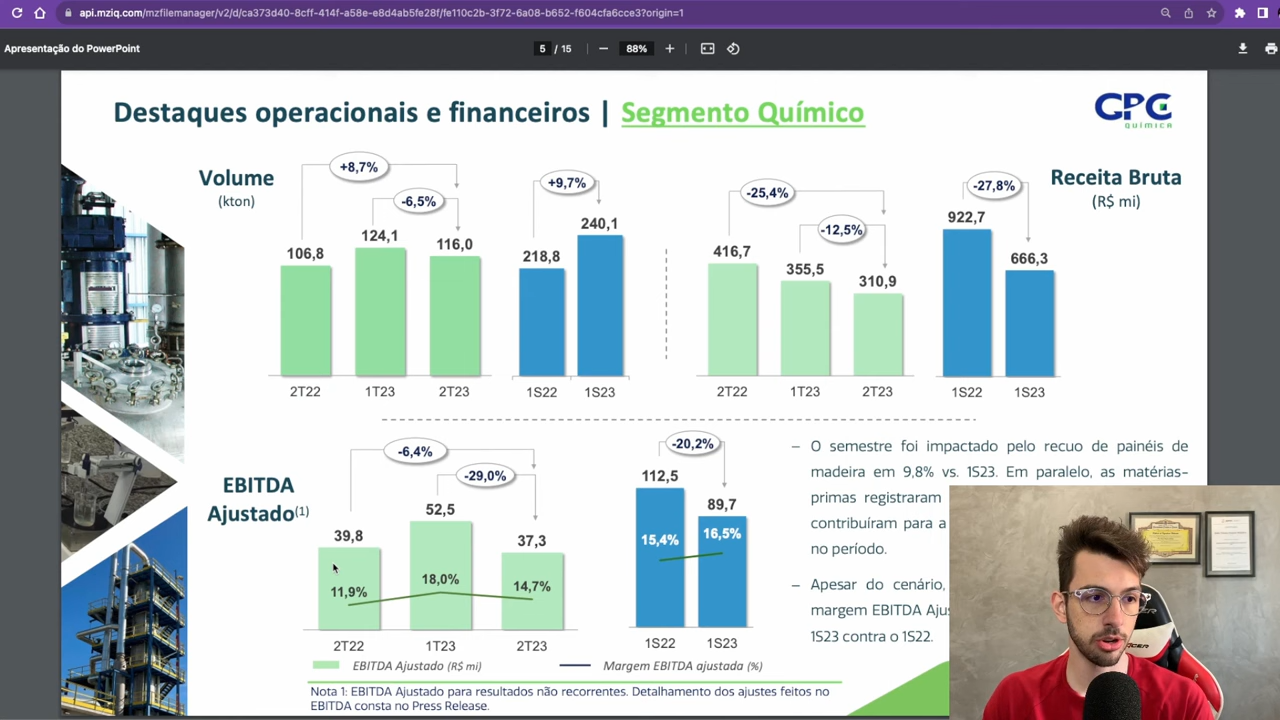 api.mziq.com/mzfilemanager/v2/d/ca373d40-8cff-414f-a58e-e8d4ab5fe28f/fe110c2b-3f72-6a08-b652-f604cfa6cce3?origin=1
Apresentação do PowerPoint
5 / 15
88%
Destaques operacionais e financeiros | Segmento Químico
GPC
QUÍMICA
Volume
(kton)
+8,7%
-6,5%
106,8
124,1
116,0
2T22
1T23
2T23
+9,7%
218,8
240,1
1S22
1S23
Receita Bruta
(R$ mi)
-25,4%
-12,5%
416,7
355,5
310,9
2T22
1T23
2T23
-27,8%
922,7
666,3
1S22
1S23
EBITDA
Ajustado(1)
-6,4%
-29,0%
39,8
52,5
37,3
11,9%
18,0%
14,7%
2T22
1T23
2T23
-20,2%
112,5
89,7
15,4%
16,5%
1S22
1S23
EBITDA Ajustado (R$ mi)
Margem EBITDA ajustada (%)
Nota 1: EBITDA Ajustado para resultados não recorrentes. Detalhamento dos ajustes feitos no
EBITDA consta no Press Release.
– O semestre foi impactado pelo recuo de painéis de
madeira em 9,8% vs. 1S23. Em paralelo, as matérias-
primas registraram
contribuíram para a
no período.
– Apesar do cenário,
margem EBITDA Aju
1S23 contra o 1S22.